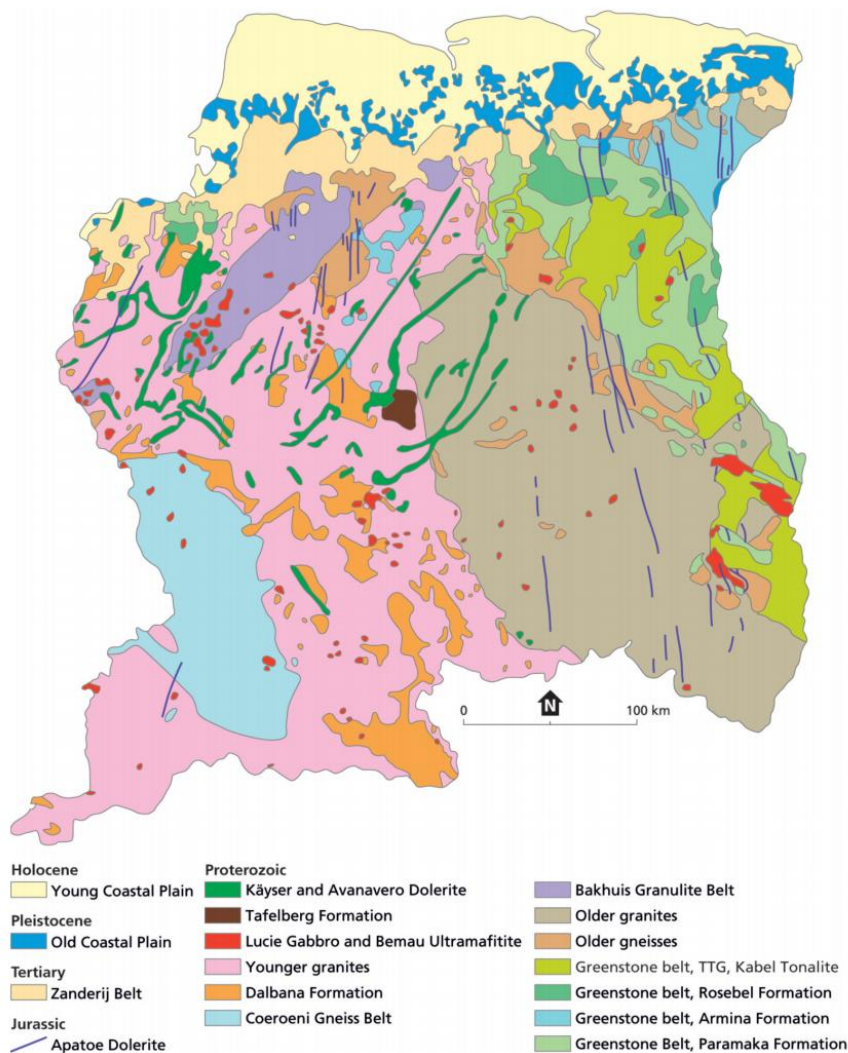 N
0 100 km
Holocene
Young Coastal Plain
Pleistocene
Old Coastal Plain
Tertiary
Zanderij Belt
Jurassic
Apatoe Dolerite
Proterozoic
Käyser and Avanavero Dolerite
Tafelberg Formation
Lucie Gabbro and Bemau Ultramafitite
Younger granites
Dalbana Formation
Coeroeni Gneiss Belt
Bakhuis Granulite Belt
Older granites
Older gneisses
Greenstone belt, TTG, Kabel Tonalite
Greenstone belt, Rosebel Formation
Greenstone belt, Armina Formation
Greenstone Belt, Paramaka Formation